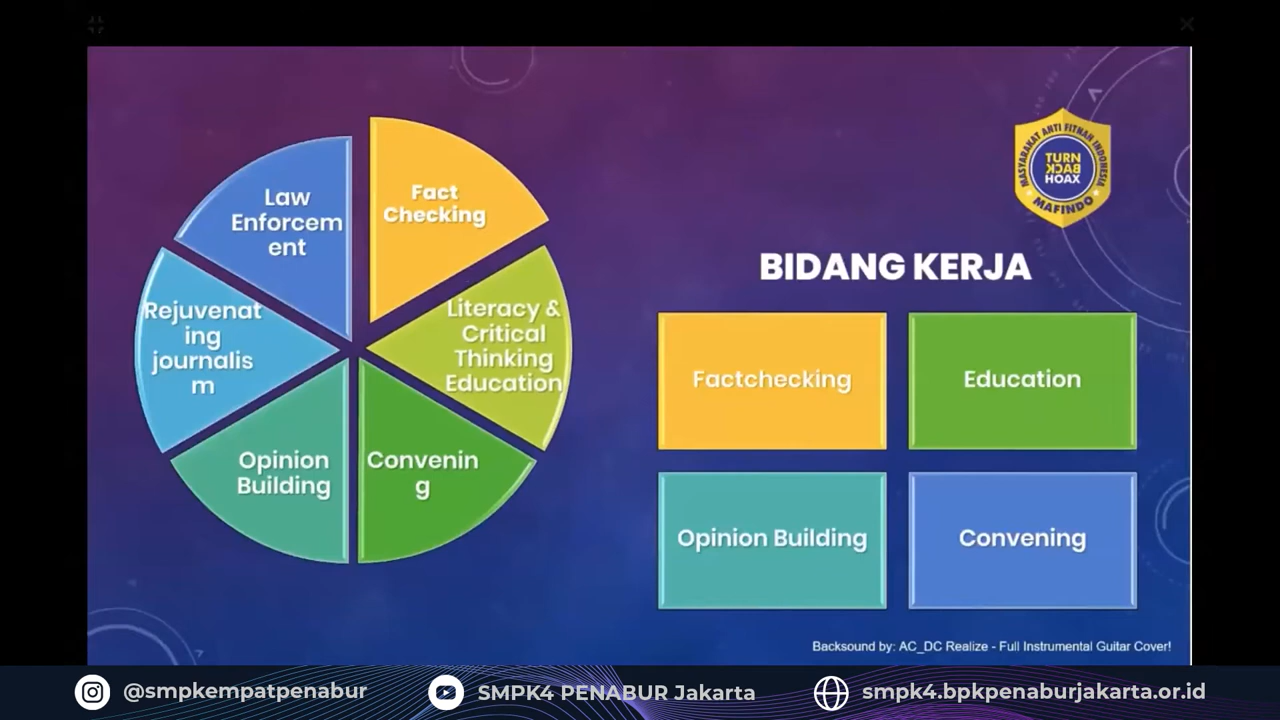 Law
Enforcem
ent
Fact
Checking
Rejuvenat
ing
journalis
m
Literacy &
Critical
Thinking
Education
Opinion
Building
Convenin
g
MASYARAKAT ANTI FITNAH INDONESIA
TURN
BACK
HOAX
MAFINDO
BIDANG KERJA
Factchecking
Education
Opinion Building
Convening
Backsound by: AC_DC Realize - Full Instrumental Guitar Cover!
@smpkempatpenabur
SMPK4 PENABUR Jakarta
smpk4.bpkpenaburjakarta.or.id